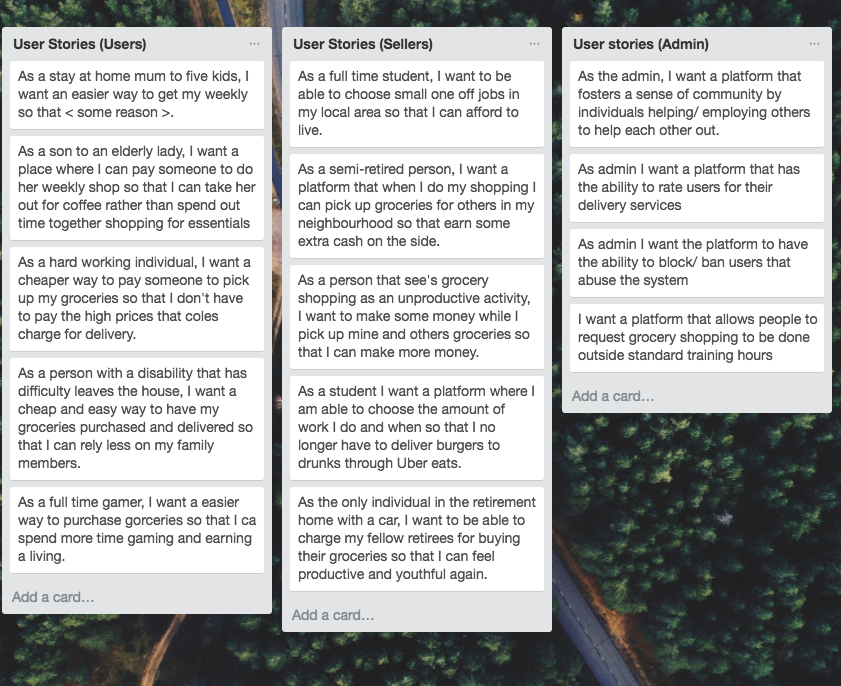 User Stories (Users)
As a stay at home mum to five kids, I
want an easier way to get my weekly
so that < some reason >.
As a son to an elderly lady, I want a
place where I can pay someone to do
her weekly shop so that I can take her
out for coffee rather than spend out
time together shopping for essentials
As a hard working individual, I want a
cheaper way to pay someone to pick
up my groceries so that I don't have
to pay the high prices that coles
charge for delivery.
As a person with a disability that has
difficulty leaves the house, I want a
cheap and easy way to have my
groceries purchased and delivered so
that I can rely less on my family
members.
As a full time gamer, I want a easier
way to purchase gorceries so that I ca
spend more time gaming and earning
a living.
Add a card...
User Stories (Sellers)
As a full time student, I want to be
able to choose small one off jobs in
my local area so that I can afford to
live.
As a semi-retired person, I want a
platform that when I do my shopping I
can pick up groceries for others in my
neighbourhood so that earn some
extra cash on the side.
As a person that see's grocery
shopping as an unproductive activity,
I want to make some money while I
pick up mine and others groceries so
that I can make more money.
As a student I want a platform where I
am able to choose the amount of
work I do and when so that I no
longer have to deliver burgers to
drunks through Uber eats.
As the only individual in the retirement
home with a car, I want to be able to
charge my fellow retirees for buying
their groceries so that I can feel
productive and youthful again.
Add a card...
User stories (Admin)
As the admin, I want a platform that
fosters a sense of community by
individuals helping/ employing others
to help each other out.
As admin I want a platform that has
the ability to rate users for their
delivery services
As admin I want the platform to have
the ability to block/ ban users that
abuse the system
I want a platform that allows people to
request grocery shopping to be done
outside standard training hours
Add a card...